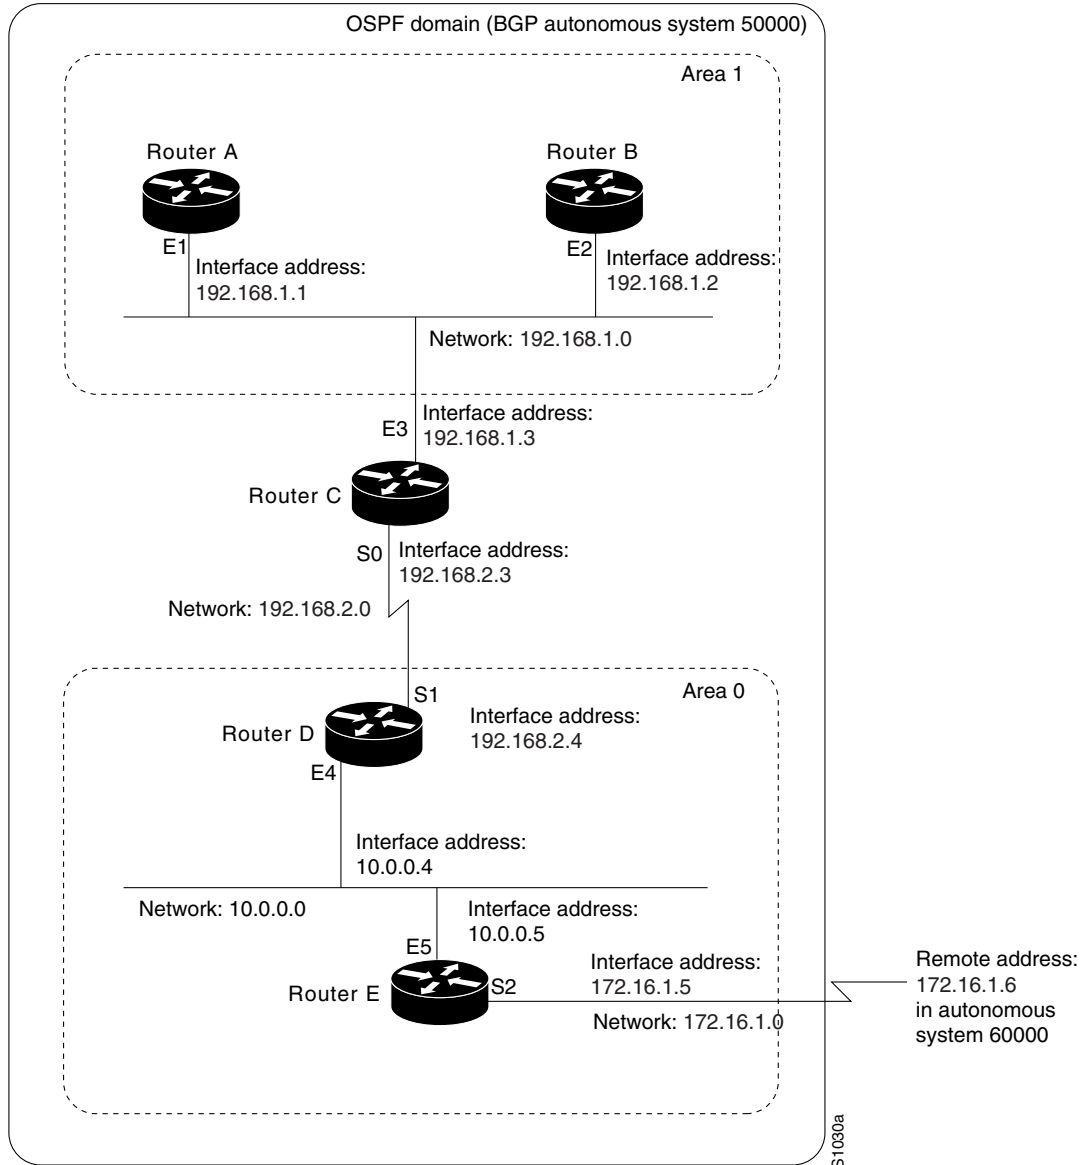 OSPF domain (BGP autonomous system 50000)
Area 1
Router A
Router B
E1
Interface address:
192.168.1.1
E2
Interface address:
192.168.1.2
Network: 192.168.1.0
E3
Interface address:
192.168.1.3
Router C
S0
Interface address:
192.168.2.3
Network: 192.168.2.0
Area 0
S1
Router D
Interface address:
192.168.2.4
E4
Interface address:
10.0.0.4
Network: 10.0.0.0
Interface address:
10.0.0.5
E5
Router E
S2
Interface address:
172.16.1.5
Network: 172.16.1.0
Remote address:
172.16.1.6
in autonomous
system 60000
S1030a